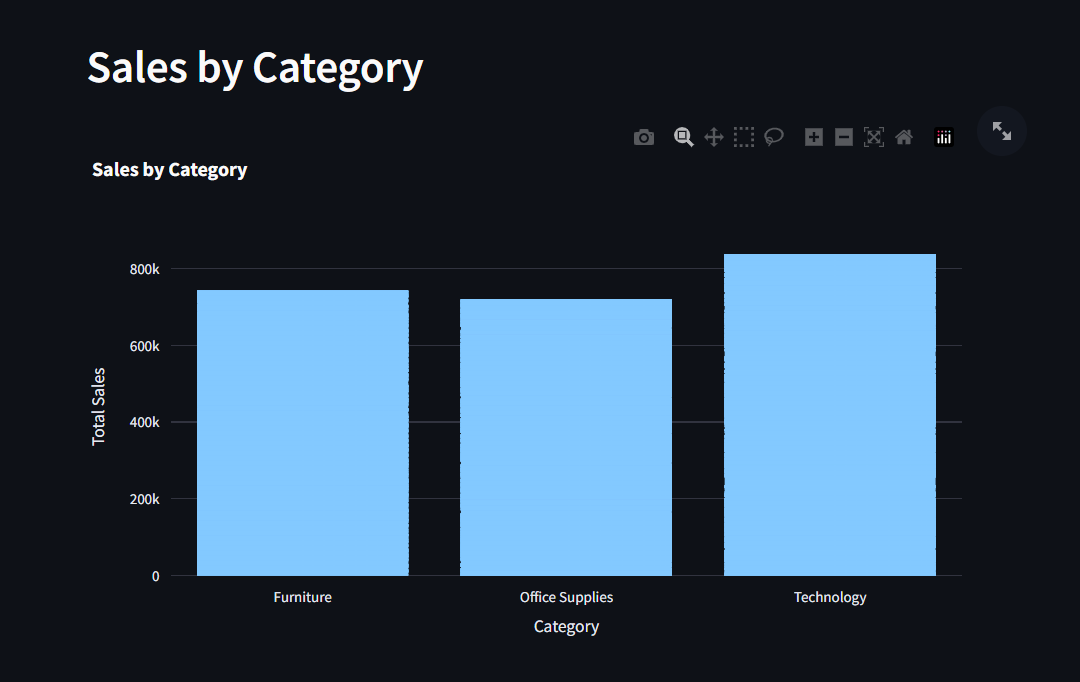 Sales by Category
Sales by Category
800k
600k
400k
200k
0
Total Sales
Furniture
Office Supplies
Technology
Category